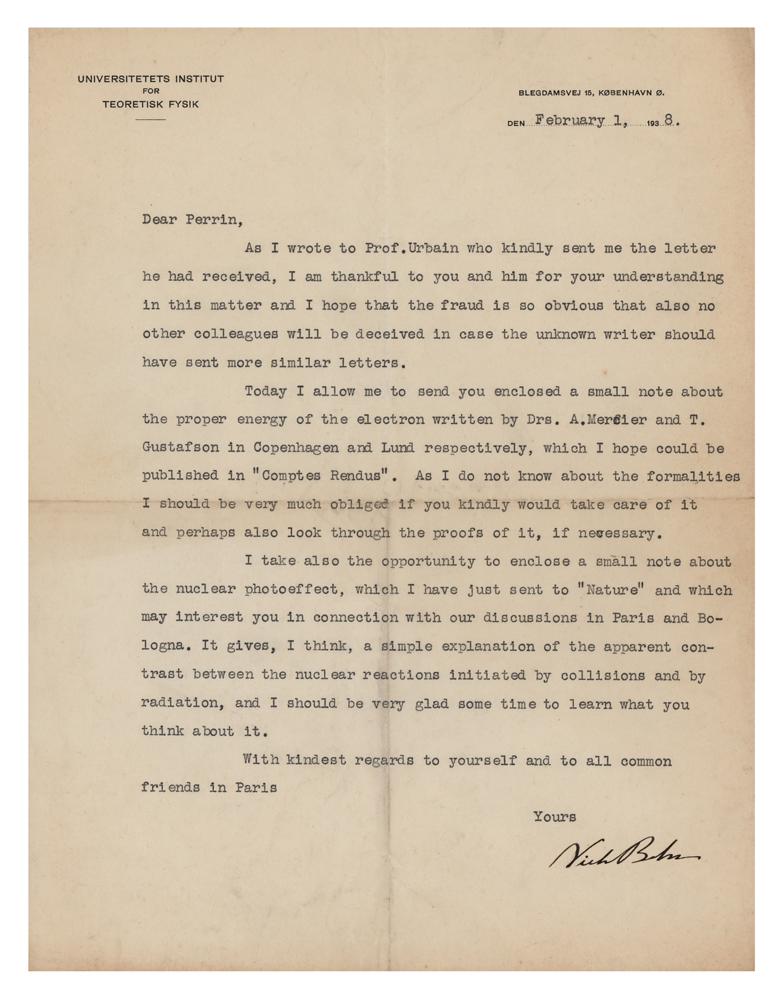 UNIVERSITETETS INSTITUT
FOR
TEORETISK FYSIK
BLEGDAMSVEJ 15, KØBENHAVN Ø.
DEN February 1, 1938.
Dear Perrin,
As I wrote to Prof.Urbain who kindly sent me the letter
he had received, I am thankful to you and him for your understanding
in this matter and I hope that the fraud is so obvious that also no
other colleagues will be deceived in case the unknown writer should
have sent more similar letters.
Today I allow me to send you enclosed a small note about
the proper energy of the electron written by Drs. A.Mercier and T.
Gustafson in Copenhagen and Lund respectively, which I hope could be
published in "Comptes Rendus". As I do not know about the formalities
I should be very much obliged if you kindly would take care of it
and perhaps also look through the proofs of it, if necessary.
I take also the opportunity to enclose a small note about
the nuclear photoeffect, which I have just sent to "Nature" and which
may interest you in connection with our discussions in Paris and Bo-
logna. It gives, I think, a simple explanation of the apparent con-
trast between the nuclear reactions initiated by collisions and by
radiation, and I should be very glad some time to learn what you
think about it.
With kindest regards to yourself and to all common
friends in Paris
Yours
Niels Bohr